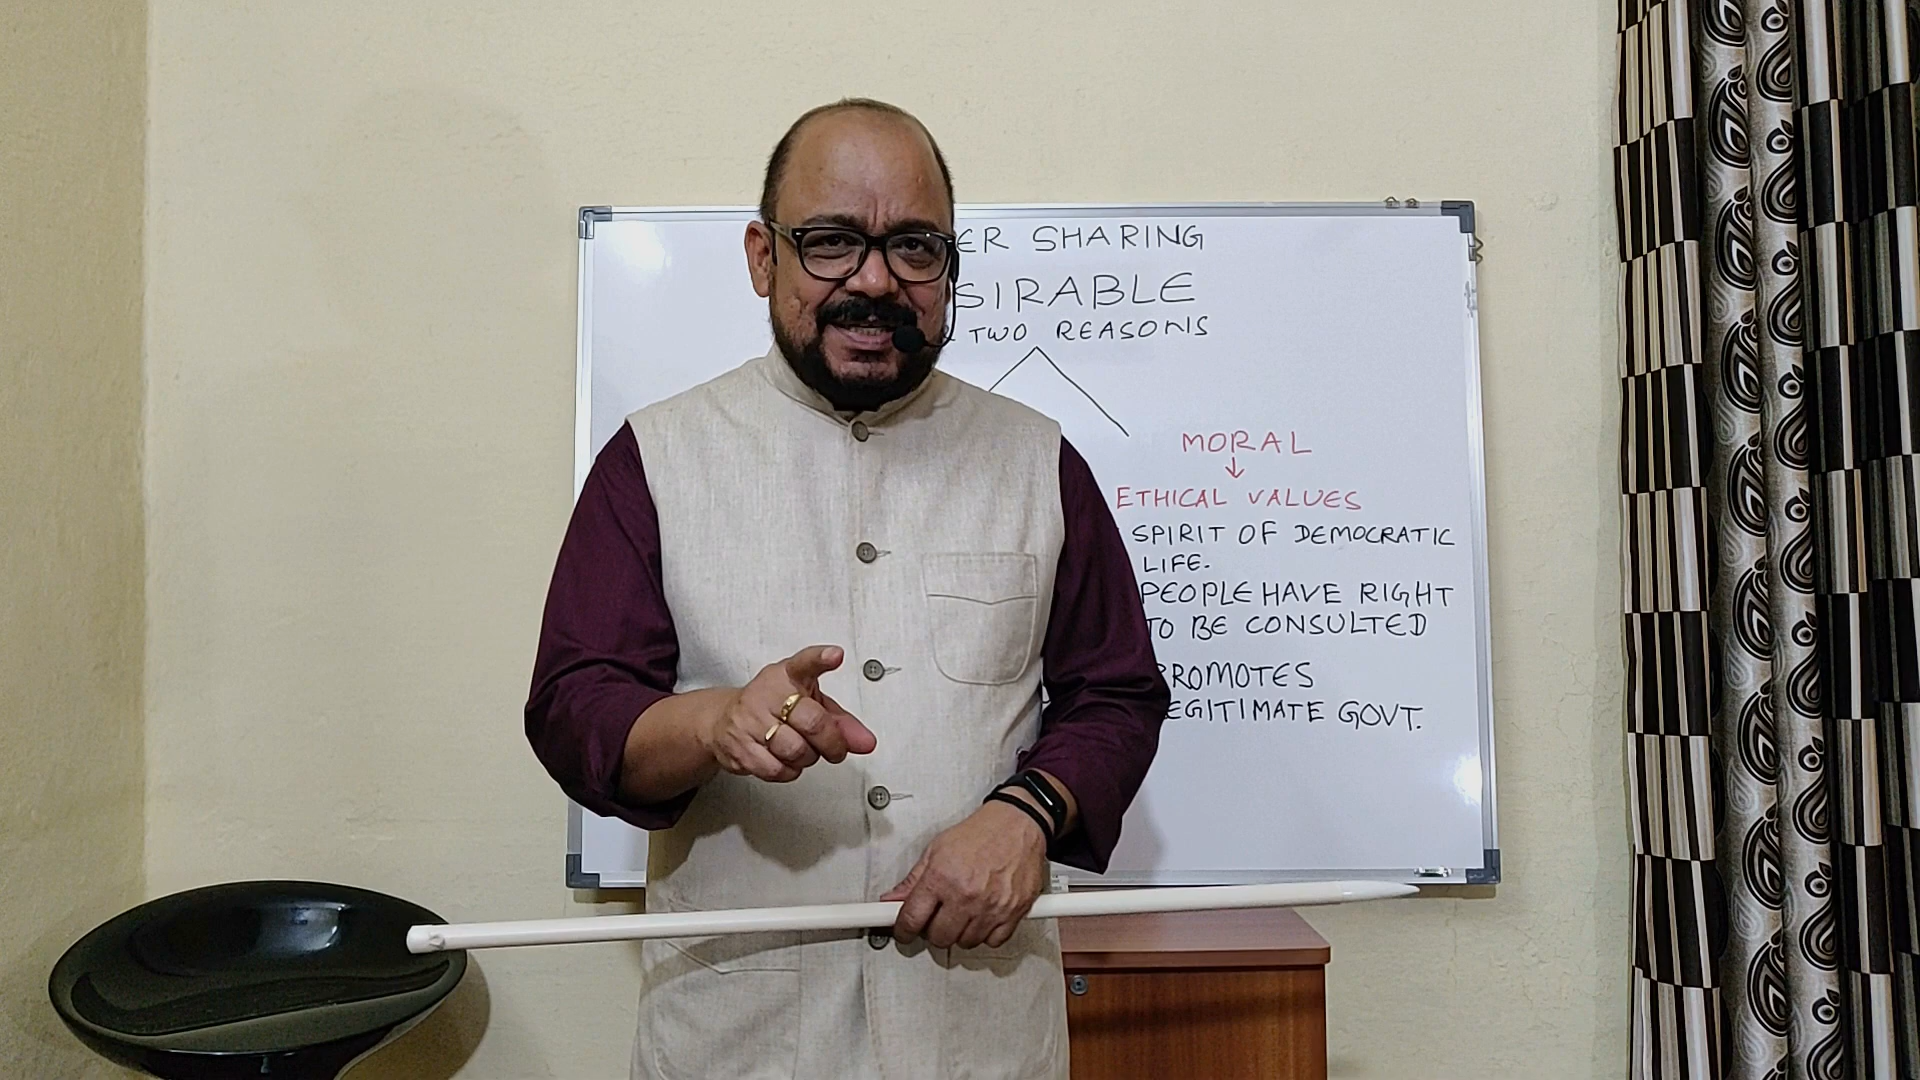 ER SHARING
SIRABLE
TWO REASONS
MORAL
↓
ETHICAL VALUES
SPIRIT OF DEMOCRATIC
LIFE.
PEOPLE HAVE RIGHT
TO BE CONSULTED
PROMOTES
EGITIMATE GOVT.